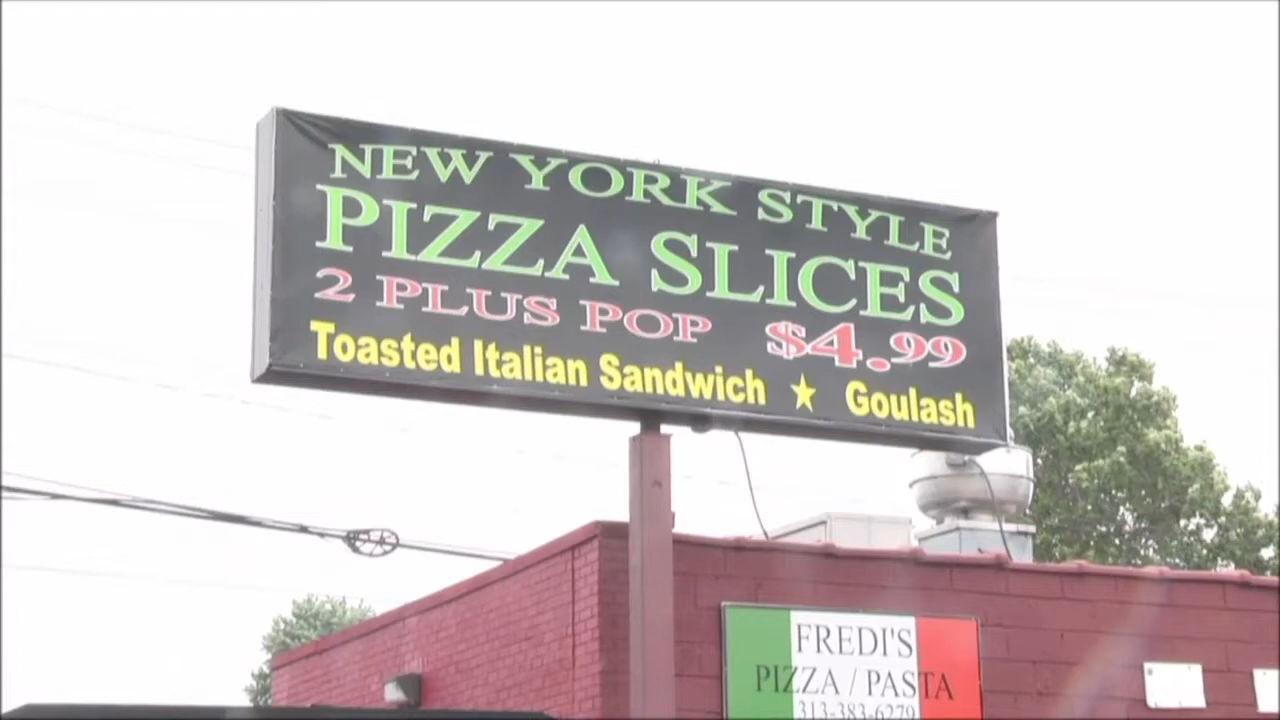 NEW YORK STYLE
PIZZA SLICES
2 PLUS POP $4.99
Toasted Italian Sandwich ★ Goulash
FREDI'S
PIZZA / PASTA
313-383-6279